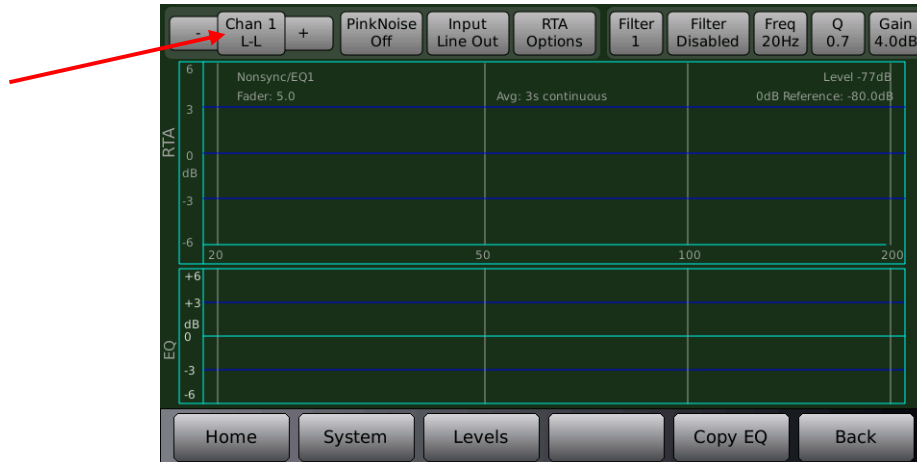 - Chan 1 + PinkNoise Input RTA Filter Filter Freq Q Gain
L-L Off Line Out Options 1 Disabled 20Hz 0.7 4.0dB
6 Nonsync/EQ1 Level -77dB
Fader: 5.0 Avg: 3s continuous 0dB Reference: -80.0dB
3
RTA
0
dB
-3
-6
20 50 100 200
+6
+3
dB
0
EQ
-3
-6
Home System Levels Copy EQ Back